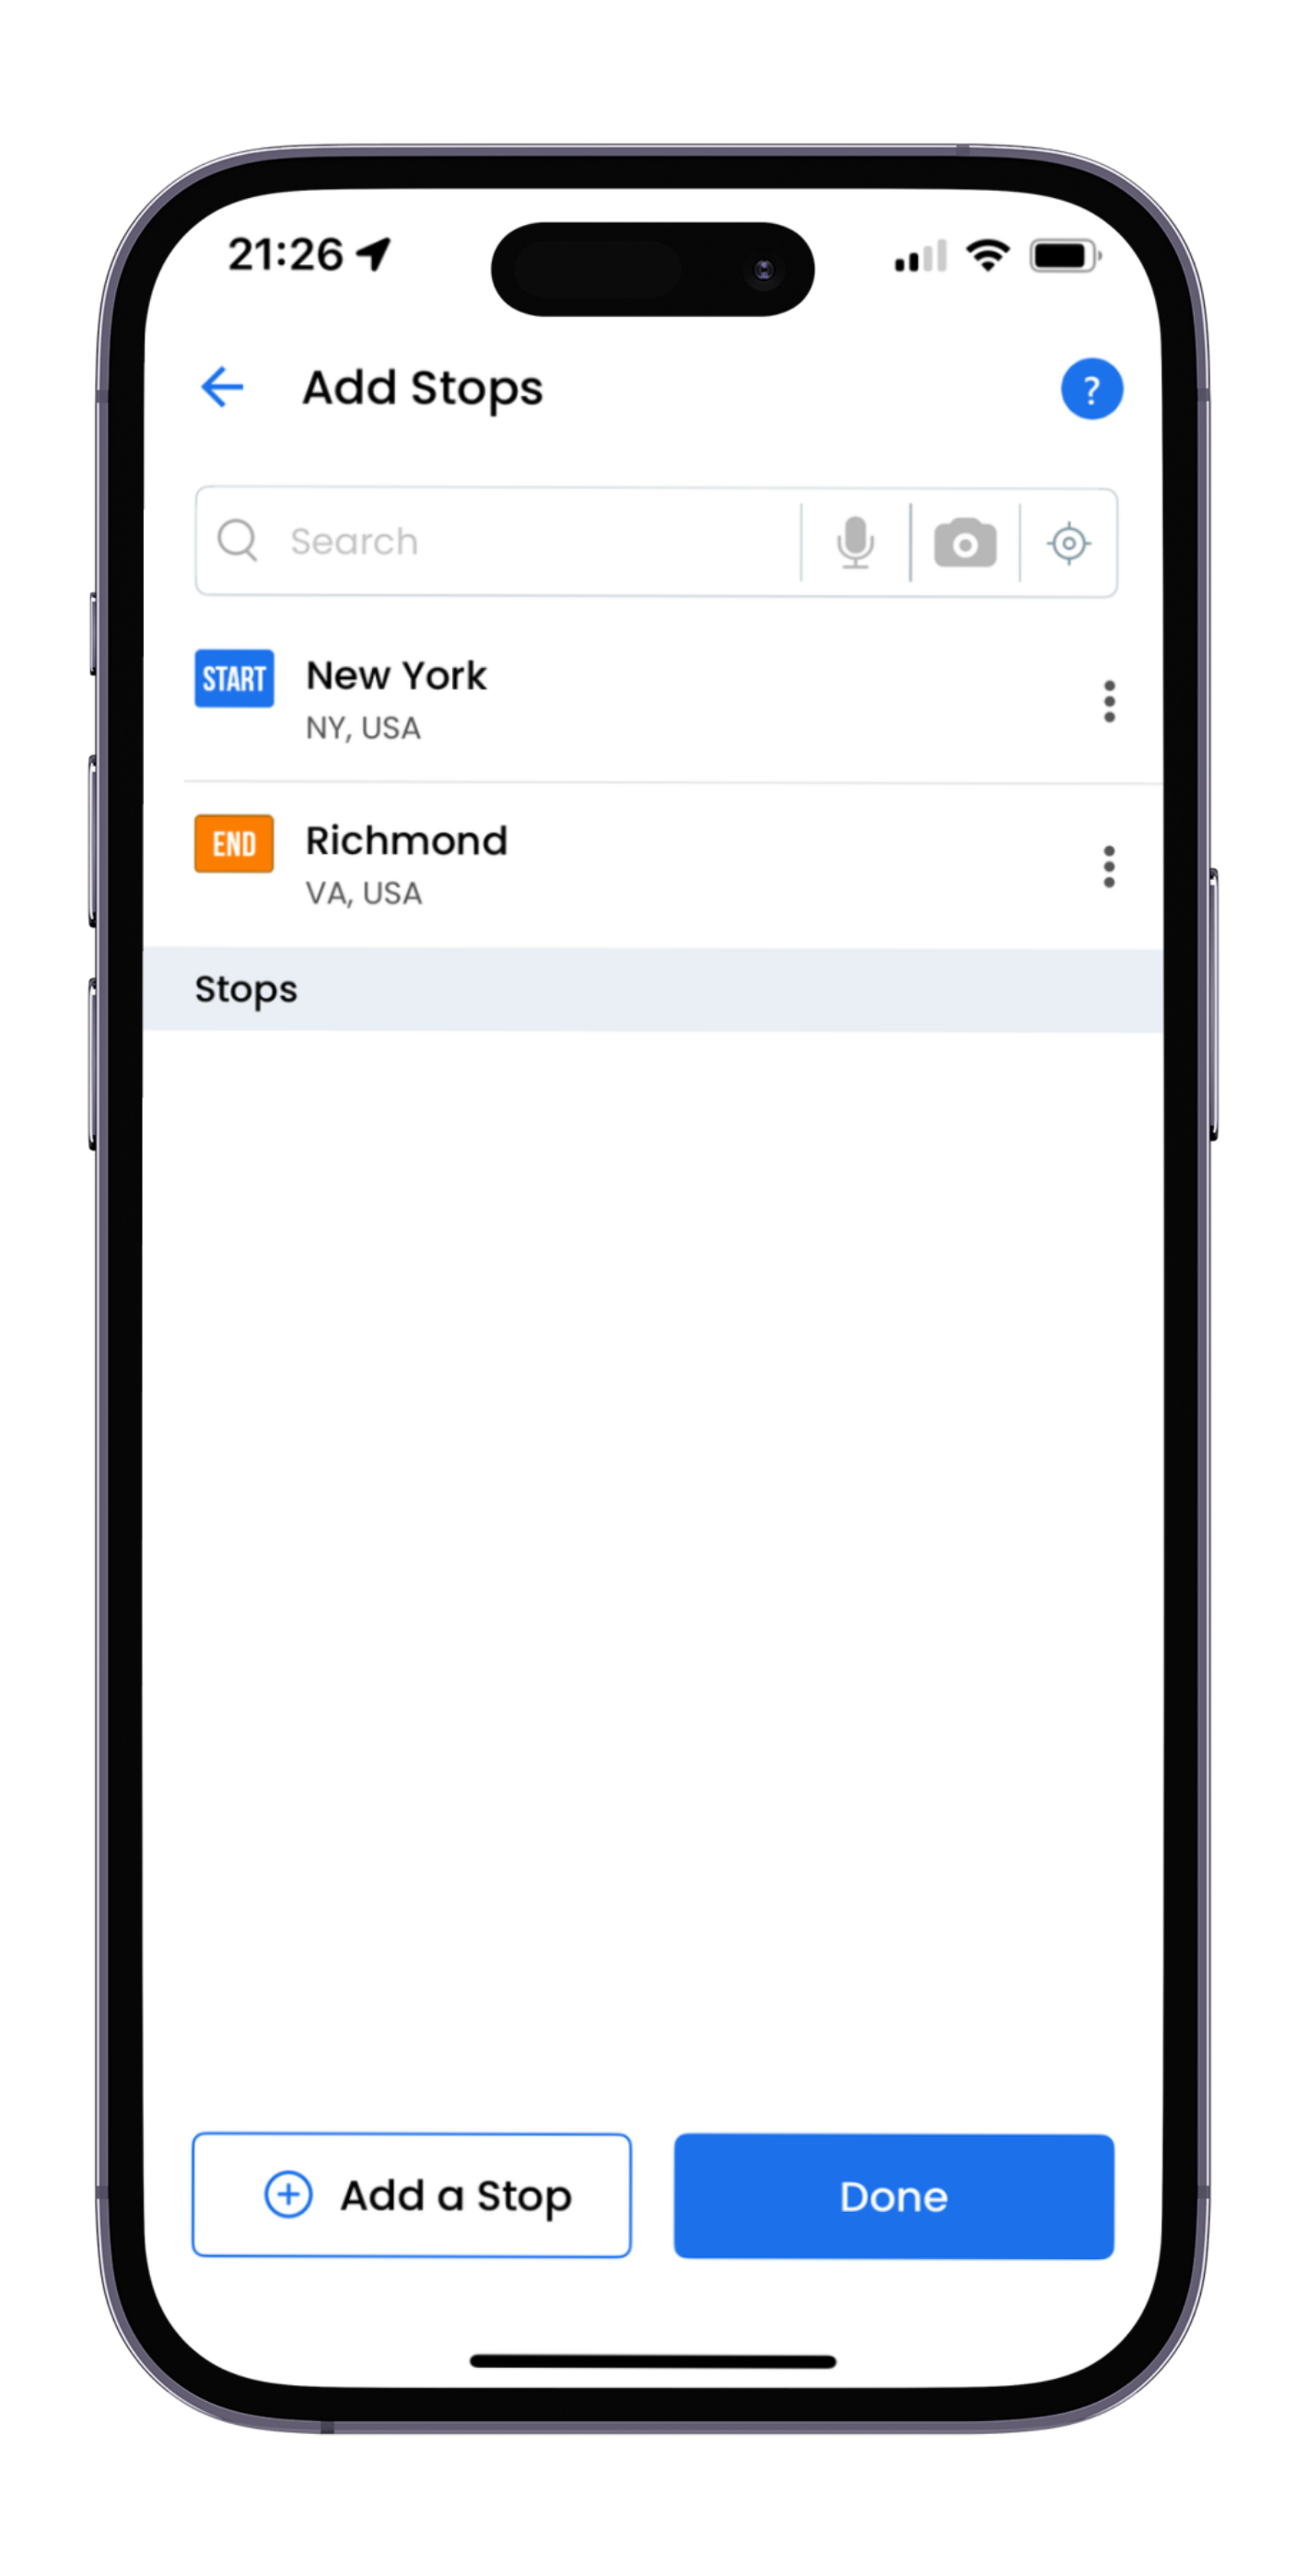 21:26
Add Stops
?
Search
START
New York
NY, USA
END
Richmond
VA, USA
Stops
Add a Stop
Done